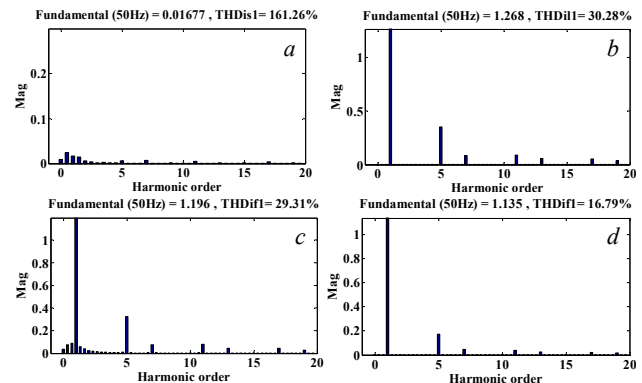 Fundamental (50Hz) = 0.01677 , THDis1= 161.26%
a
0.2
0.1
0
Mag
0 5 10 15 20
Harmonic order
Fundamental (50Hz) = 1.268 , THDil1= 30.28%
b
1
0.5
0
Mag
0 5 10 15 20
Harmonic order
Fundamental (50Hz) = 1.196 , THDif1= 29.31%
c
1
0.8
0.6
0.4
0.2
0
Mag
0 5 10 15 20
Harmonic order
Fundamental (50Hz) = 1.135 , THDif1= 16.79%
d
1
0.8
0.6
0.4
0.2
0
Mag
0 5 10 15 20
Harmonic order